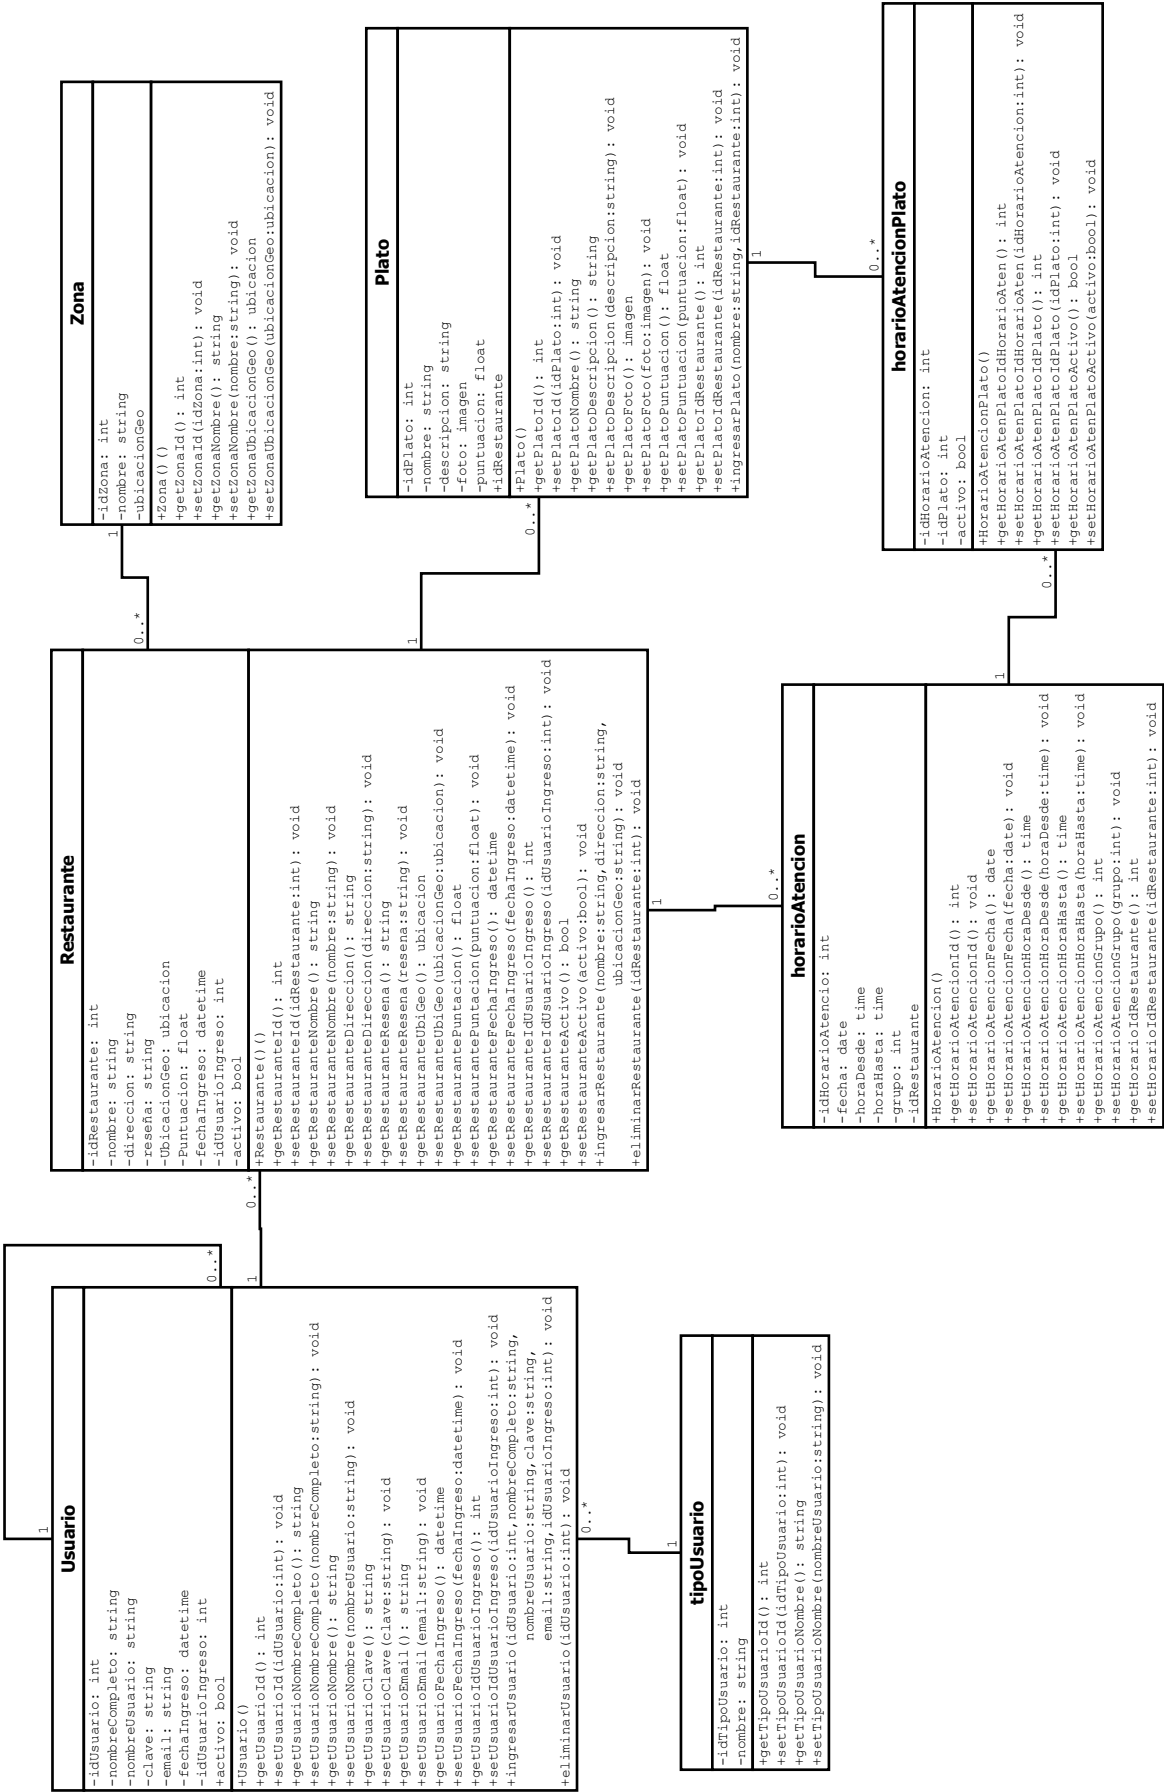 Usuario
-idUsuario: int
-nombreCompleto: string
-nombreUsuario: string
-clave: string
-email: string
-fechaIngreso: datetime
-idUsuarioIngreso: int
+activo: bool
+Usuario()
+getUsuarioId(): int
+setUsuarioId(idUsuario:int): void
+getUsuarioNombreCompleto(): string
+setUsuarioNombreCompleto(nombreCompleto:string): void
+getUsuarioNombre(): string
+setUsuarioNombre(nombreUsuario:string): void
+getUsuarioClave(): string
+setUsuarioClave(clave:string): void
+getUsuarioEmail(): string
+setUsuarioEmail(email:string): void
+getUsuarioFechaIngreso(): datetime
+setUsuarioFechaIngreso(fechaIngreso:datetime): void
+getUsuarioIdUsuarioIngreso(): int
+setUsuarioIdUsuarioIngreso(idUsuarioIngreso:int): void
+ingresarUsuario(idUsuario:int,nombreCompleto:string,
nombreUsuario:string,clave:string,
email:string,idUsuarioIngreso:int): void
+eliminarUsuario(idUsuario:int): void
1
0..*
1
0..*
0..*
1
tipoUsuario
-idTipoUsuario: int
-nombre: string
+getTipoUsuarioId(): int
+setTipoUsuarioId(idTipoUsuario:int): void
+getTipoUsuarioNombre(): string
+setTipoUsuarioNombre(nombreUsuario:string): void
Restaurante
-idRestaurante: int
-nombre: string
-direccion: string
-reseña: string
-UbicacionGeo: ubicacion
-Puntuacion: float
-fechaIngreso: datetime
-idUsuarioIngreso: int
-activo: bool
+Restaurante()()
+getRestauranteId(): int
+setRestauranteId(idRestaurante:int): void
+getRestauranteNombre(): string
+setRestauranteNombre(nombre:string): void
+getRestauranteDireccion(): string
+setRestauranteDireccion(direccion:string): void
+getRestauranteResena(): string
+setRestauranteResena(resena:string): void
+getRestauranteUbiGeo(): ubicacion
+setRestauranteUbiGeo(ubicacionGeo:ubicacion): void
+getRestaurantePuntacion(): float
+setRestaurantePuntacion(puntuacion:float): void
+getRestauranteFechaIngreso(): datetime
+setRestauranteFechaIngreso(fechaIngreso:datetime): void
+getRestauranteIdUsuarioIngreso(): int
+setRestauranteidUsuarioIngreso(idUsuarioIngreso:int): void
+getRestauranteActivo(): bool
+setRestauranteActivo(activo:bool): void
+ingresarRestaurante(nombre:string,direccion:string,
ubicacionGeo:string): void
+eliminarRestaurante(idRestaurante:int): void
0..*
1
1
1
0..*
0..*
Zona
-idZona: int
-nombre: string
-ubicacionGeo
+Zona()()
+getZonaId(): int
+setZonaId(idZona:int): void
+getZonaNombre(): string
+setZonaNombre(nombre:string): void
+getZonaUbicacionGeo(): ubicacion
+setZonaUbicacionGeo(ubicacionGeo:ubicacion): void
Plato
-idPlato: int
-nombre: string
-descripcion: string
-foto: imagen
-puntuacion: float
+idRestaurante
+Plato()
+getPlatoId(): int
+setPlatoId(idPlato:int): void
+getPlatoNombre(): string
+getPlatoDescripcion(): string
+setPlatoDescripcion(descripcion:string): void
+getPlatoFoto(): imagen
+setPlatoFoto(foto:imagen): void
+getPlatoPuntuacion(): float
+setPlatoPuntuacion(puntuacion:float): void
+getPlatoIdRestaurante(): int
+setPlatoIdRestaurante(idRestaurante:int): void
+ingresarPlato(nombre:string,idRestaurante:int): void
1
0..*
horarioAtencion
-idHorarioAtencio: int
-fecha: date
-horaDesde: time
-horaHasta: time
-grupo: int
-idRestaurante
+HorarioAtencion()
+getHorarioAtencionId(): int
+setHorarioAtencionId(): void
+getHorarioAtencionFecha(): date
+setHorarioAtencionFecha(fecha:date): void
+getHorarioAtencionHoraDesde(): time
+setHorarioAtencionHoraDesde(horaDesde:time): void
+getHorarioAtencionHoraHasta(): time
+setHorarioAtencionHoraHasta(horaHasta:time): void
+getHorarioAtencionGrupo(): int
+setHorarioAtencionGrupo(grupo:int): void
+getHorarioIdRestaurante(): int
+setHorarioIdRestaurante(idRestaurante:int): void
1
0..*
horarioAtencionPlato
-idHorarioAtencion: int
-idPlato: int
-activo: bool
+HorarioAtencionPlato()
+getHorarioAtenPlatoIdHorarioAten(): int
+setHorarioAtenPlatoIdHorarioAten(idHorarioAtencion:int): void
+getHorarioAtenPlatoIdPlato(): int
+setHorarioAtenPlatoIdPlato(idPlato:int): void
+getHorarioAtenPlatoActivo(): bool
+setHorarioAtenPlatoActivo(activo:bool): void